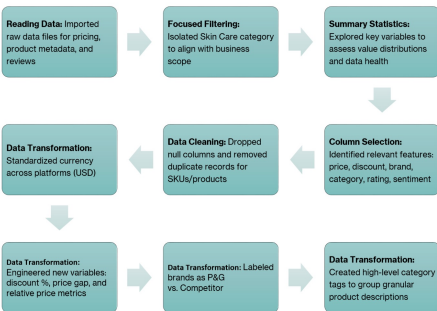 Reading Data: Imported
raw data files for pricing,
product metadata, and
reviews
Focused Filtering:
Isolated Skin Care category
to align with business
scope
Summary Statistics:
Explored key variables to
assess value distributions
and data health
Data Transformation:
Standardized currency
across platforms (USD)
Data Cleaning: Dropped
null columns and removed
duplicate records for
SKUs/products
Column Selection:
Identified relevant features:
price, discount, brand,
category, rating, sentiment
Data Transformation:
Engineered new variables:
discount %, price gap, and
relative price metrics
Data Transformation: Labeled
brands as P&G
vs. Competitor
Data Transformation:
Created high-level category
tags to group granular
product descriptions